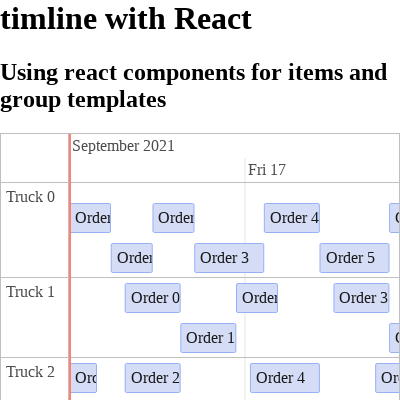 timline with React
Using react components for items and
group templates
September 2021
Fri 17
Truck 0
Order
Order
Order 4
Order
Order 3
Order 5
Truck 1
Order 0
Order
Order 3
Order 1
Truck 2
Ord
Order 2
Order 4
Or